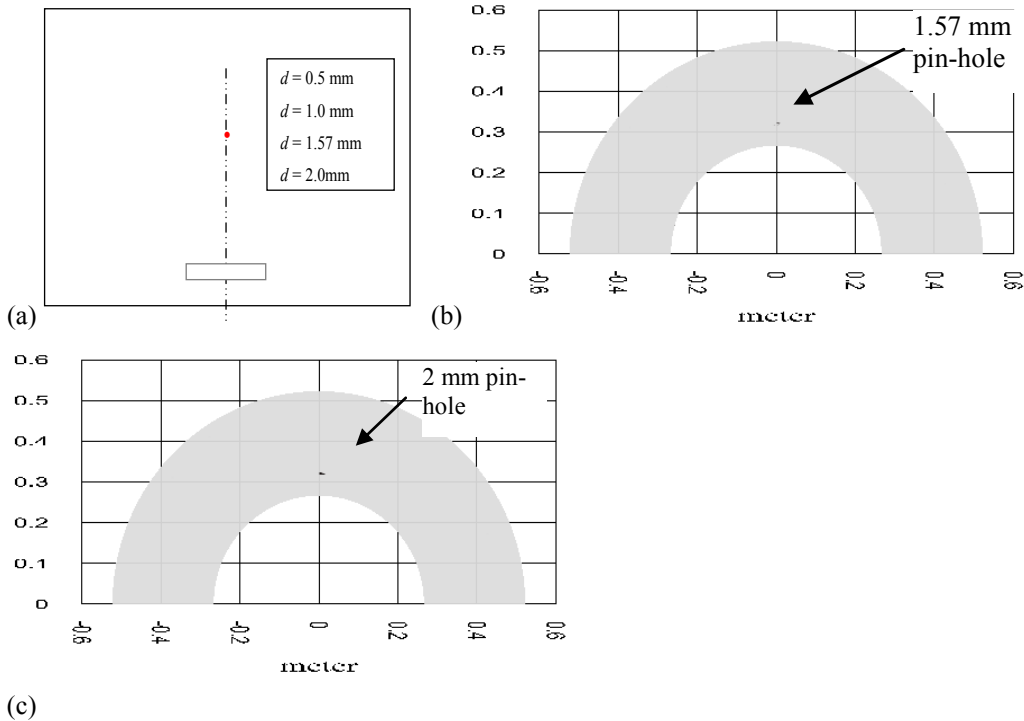 d = 0.5 mm
d = 1.0 mm
d = 1.57 mm
d = 2.0mm
(a)
0.6
0.5
0.4
0.3
0.2
0.1
0
-0.6
-0.4
-0.2
0
0.2
0.4
0.6
meter
1.57 mm
pin-hole
(b)
0.6
0.5
0.4
0.3
0.2
0.1
0
-0.6
-0.4
-0.2
0
0.2
0.4
0.6
meter
2 mm pin-
hole
(c)